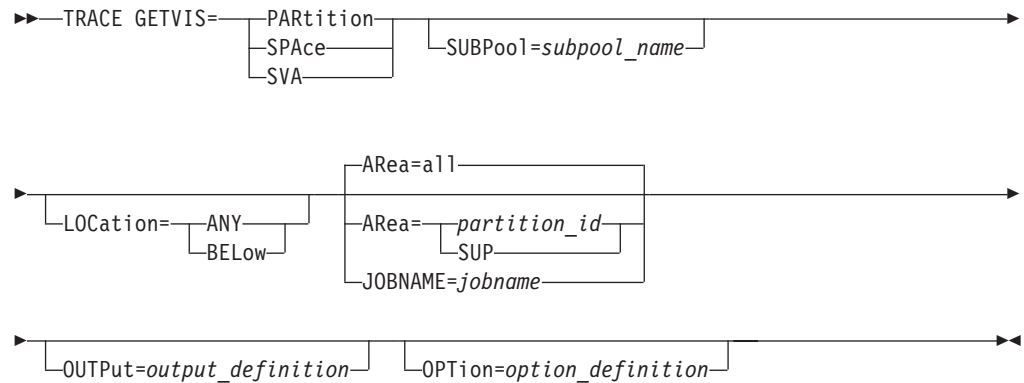 TRACE GETVIS= PARtition
SPAce
SVA
SUBPool=subpool_name
LOCation= ANY
BELow
ARea=all
ARea= partition_id
SUP
JOBNAME=jobname
OUTPut=output_definition
OPTion=option_definition